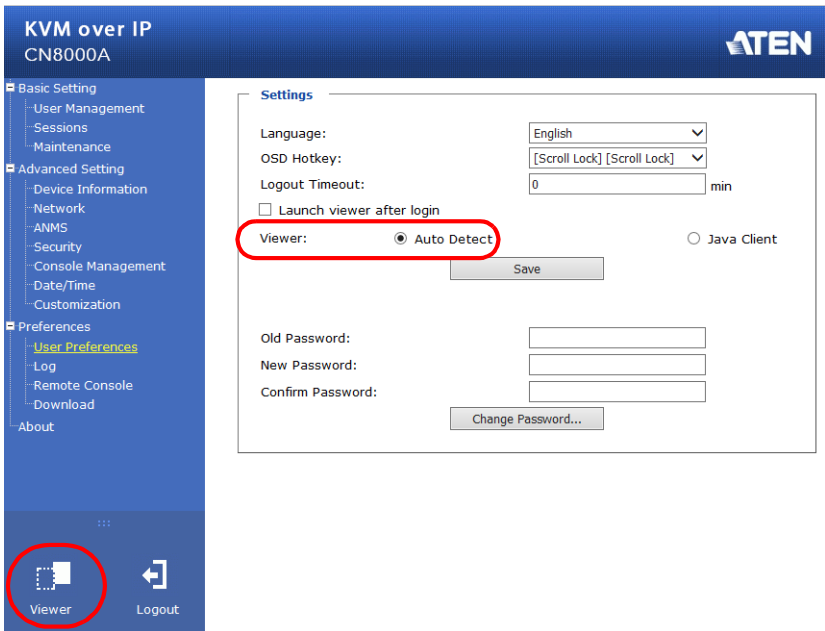 KVM over IP
CN8000A
ATEN
Basic Setting
User Management
Sessions
Maintenance
Advanced Setting
Device Information
Network
ANMS
Security
Console Management
Date/Time
Customization
Preferences
User Preferences
Log
Remote Console
Download
About
Viewer
Logout
Settings
Language: English
OSD Hotkey: [Scroll Lock] [Scroll Lock]
Logout Timeout: 0 min
Launch viewer after login
Viewer: Auto Detect Java Client
Save
Old Password:
New Password:
Confirm Password:
Change Password...